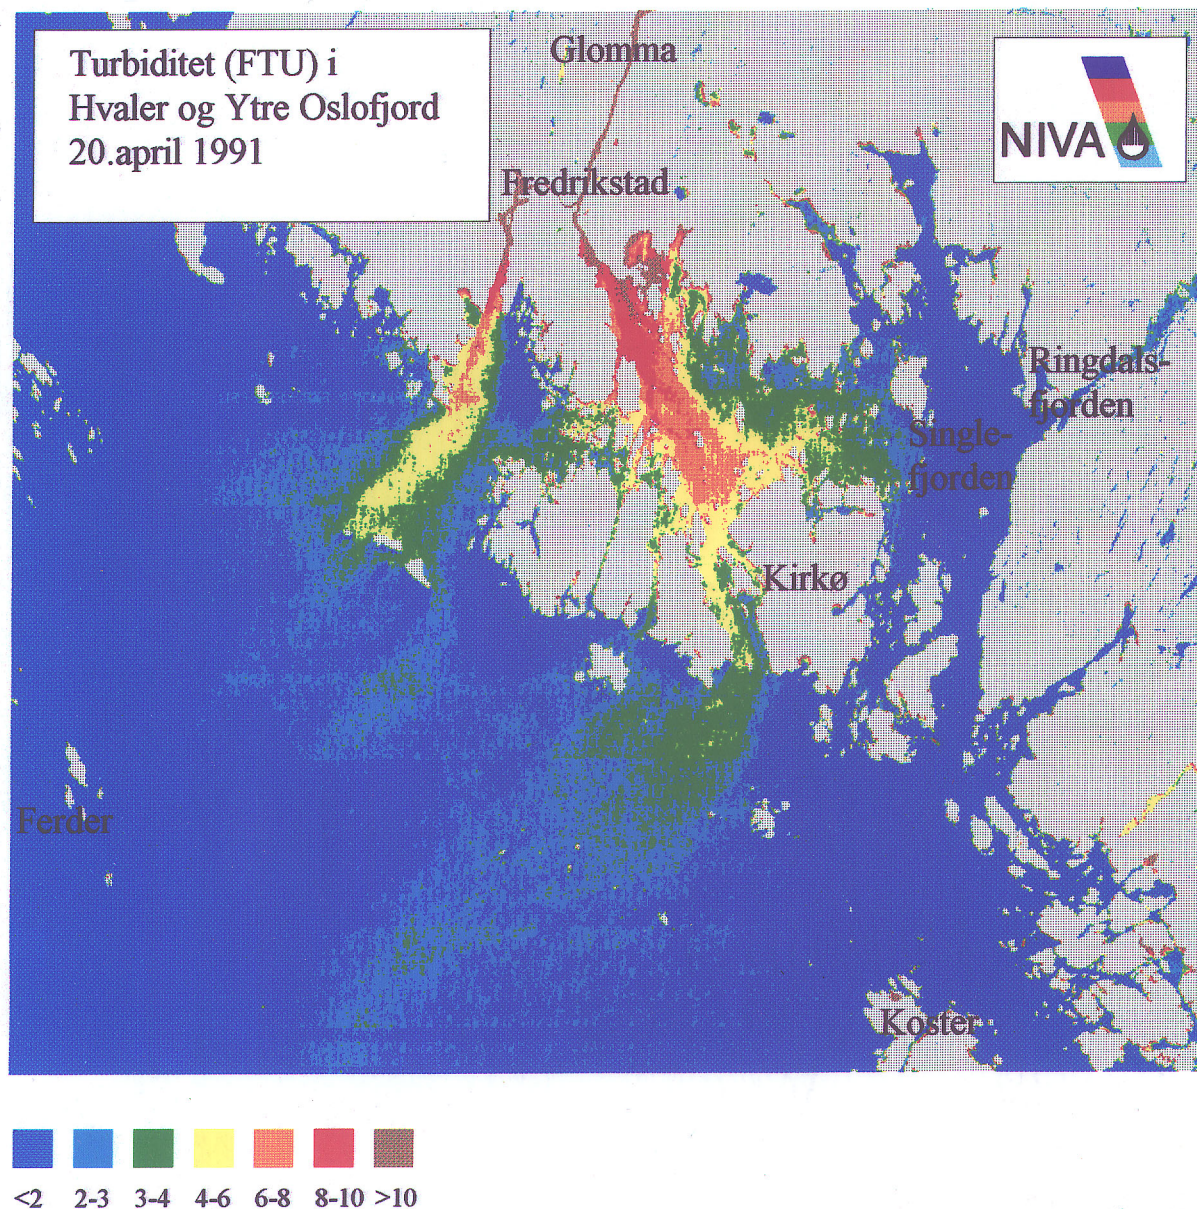 Turbiditet (FTU) i
Hvaler og Ytre Oslofjord
20.april 1991
Glomma
NIVA
Fredrikstad
Ringdals-
fjorden
Single-
fjorden
Kirkø
Ferder
Koster
<2 2-3 3-4 4-6 6-8 8-10 >10